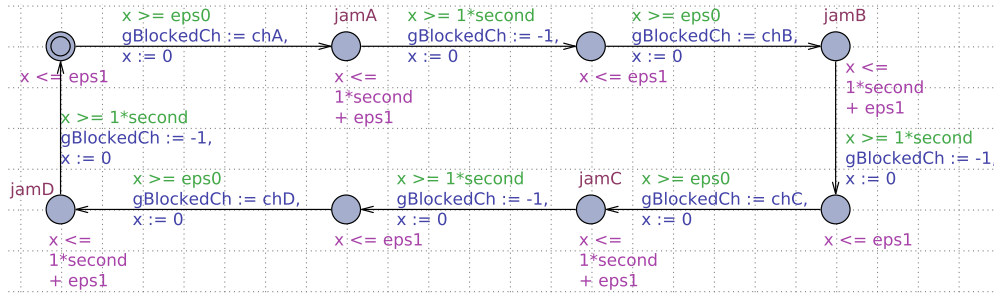 x >= eps0
gBlockedCh := chA,
x := 0
jamA
x >= 1*second
gBlockedCh := -1,
x := 0
x >= eps0
gBlockedCh := chB,
x := 0
jamB
x <= eps1
x <=
1*second
+ eps1
x <= eps1
x <=
1*second
+ eps1
x >= 1*second
gBlockedCh := -1,
x := 0
x >= 1*second
gBlockedCh := -1,
x := 0
jamD
x >= eps0
gBlockedCh := chD,
x := 0
x >= 1*second
gBlockedCh := -1,
x := 0
jamC
x >= eps0
gBlockedCh := chC,
x := 0
x <=
1*second
+ eps1
x <= eps1
x <=
1*second
+ eps1
x <= eps1